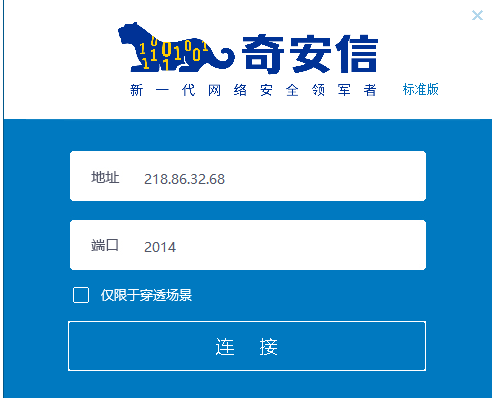 奇安信
新一代网络安全领军者 标准版
地址 218.86.32.68
端口 2014
仅限于穿透场景
连 接